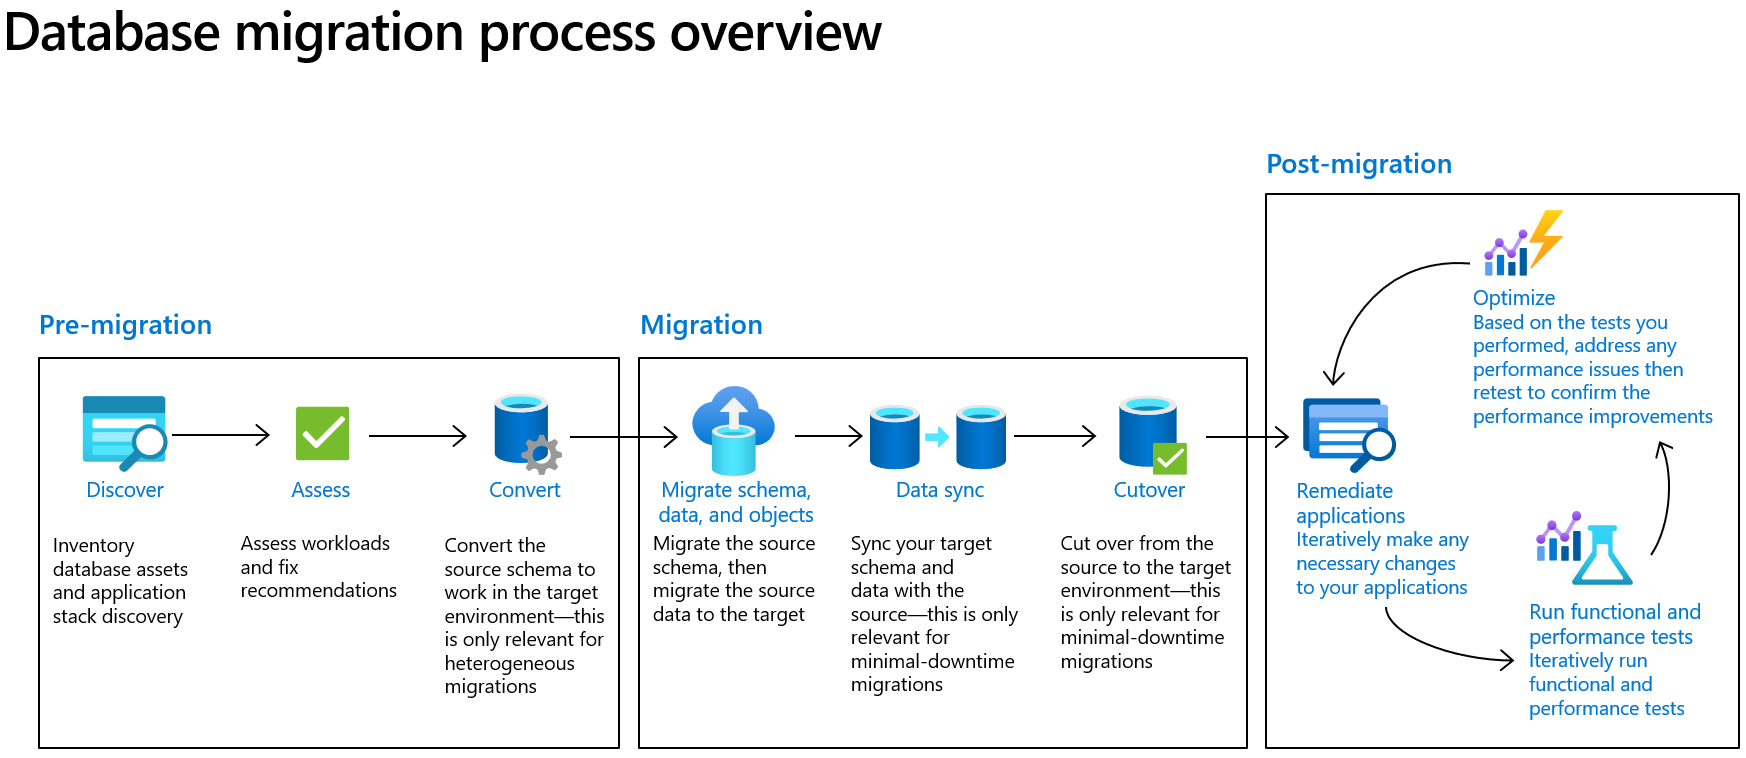 Database migration process overview
Pre-migration
Discover
Inventory
database assets
and application
stack discovery
Assess
Assess workloads
and fix
recommendations
Convert
Convert the
source schema to
work in the target
environment—this
is only relevant for
heterogeneous
migrations
Migration
Migrate schema,
data, and objects
Migrate the source
schema, then
migrate the source
data to the target
Data sync
Sync your target
schema and
data with the
source—this is only
relevant for
minimal-downtime
migrations
Cutover
Cut over from the
source to the target
environment—this
is only relevant for
minimal-downtime
migrations
Post-migration
Optimize
Based on the tests you
performed, address any
performance issues then
retest to confirm the
performance improvements
Remediate
applications
Iteratively make any
necessary changes
to your applications
Run functional and
performance tests
Iteratively run
functional and
performance tests